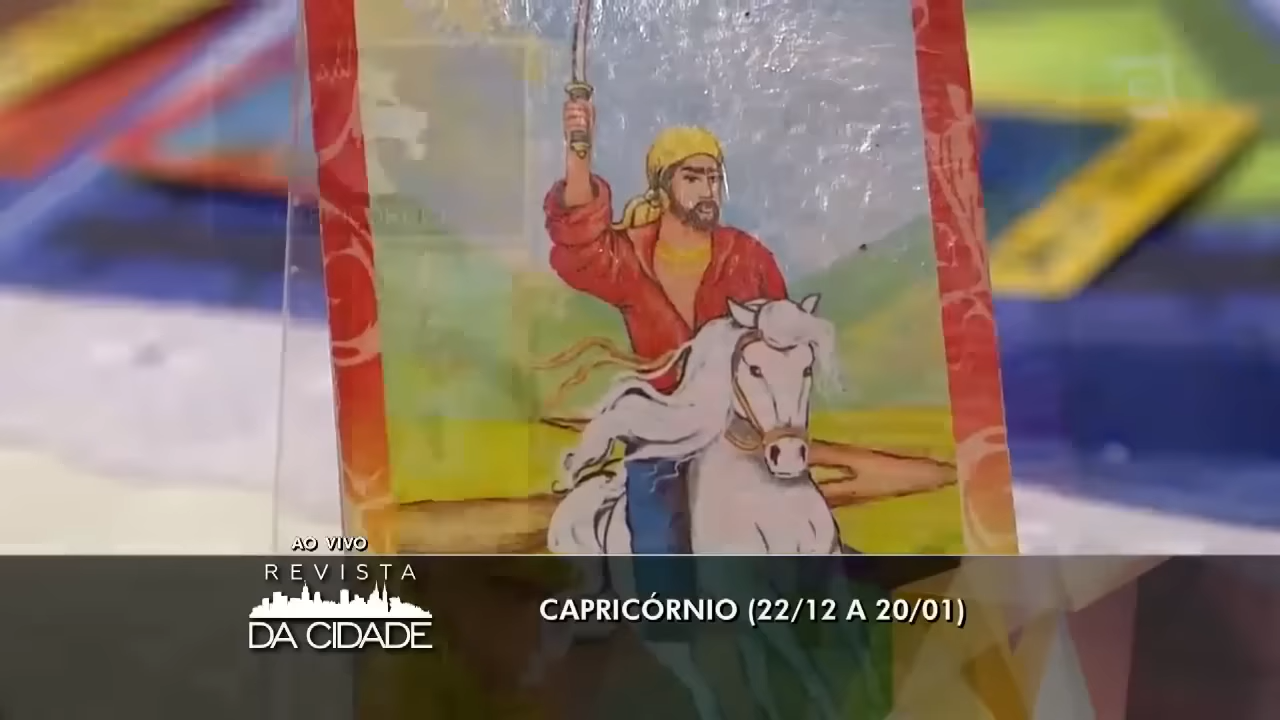 AO VIVO
REVISTA
DA CIDADE
CAPRICÓRNIO (22/12 A 20/01)